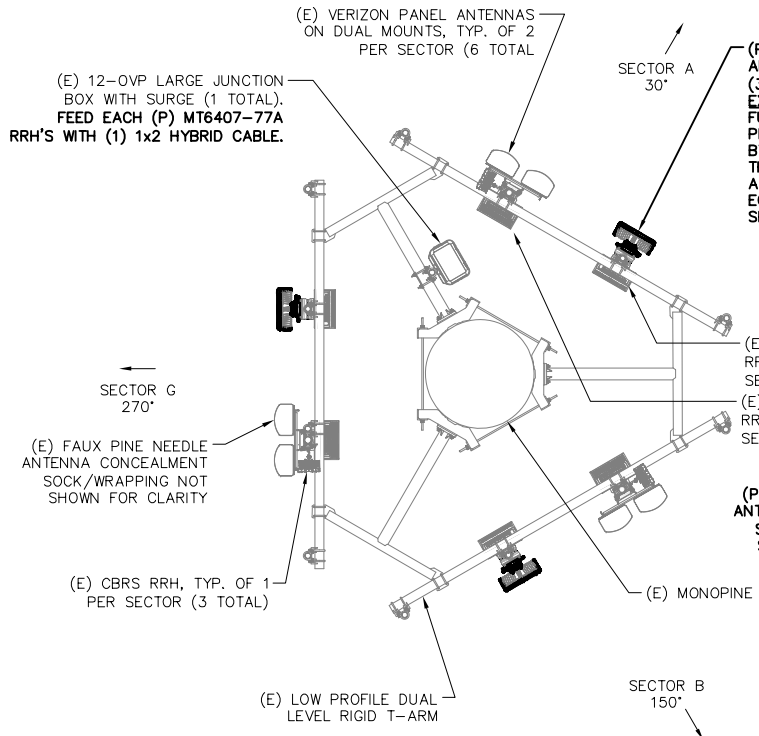 (E) VERIZON PANEL ANTENNAS
ON DUAL MOUNTS, TYP. OF 2
PER SECTOR (6 TOTAL
SECTOR A
30°
(E) 12-OVP LARGE JUNCTION
BOX WITH SURGE (1 TOTAL).
FEED EACH (P) MT6407-77A
RRH'S WITH (1) 1x2 HYBRID CABLE.
SECTOR G
270°
(E) FAUX PINE NEEDLE
ANTENNA CONCEALMENT
SOCK/WRAPPING NOT
SHOWN FOR CLARITY
(E)
(E) CBRS RRH, TYP. OF 1
PER SECTOR (3 TOTAL)
(E) MONOPINE
(E) LOW PROFILE DUAL
LEVEL RIGID T-ARM
SECTOR B
150°